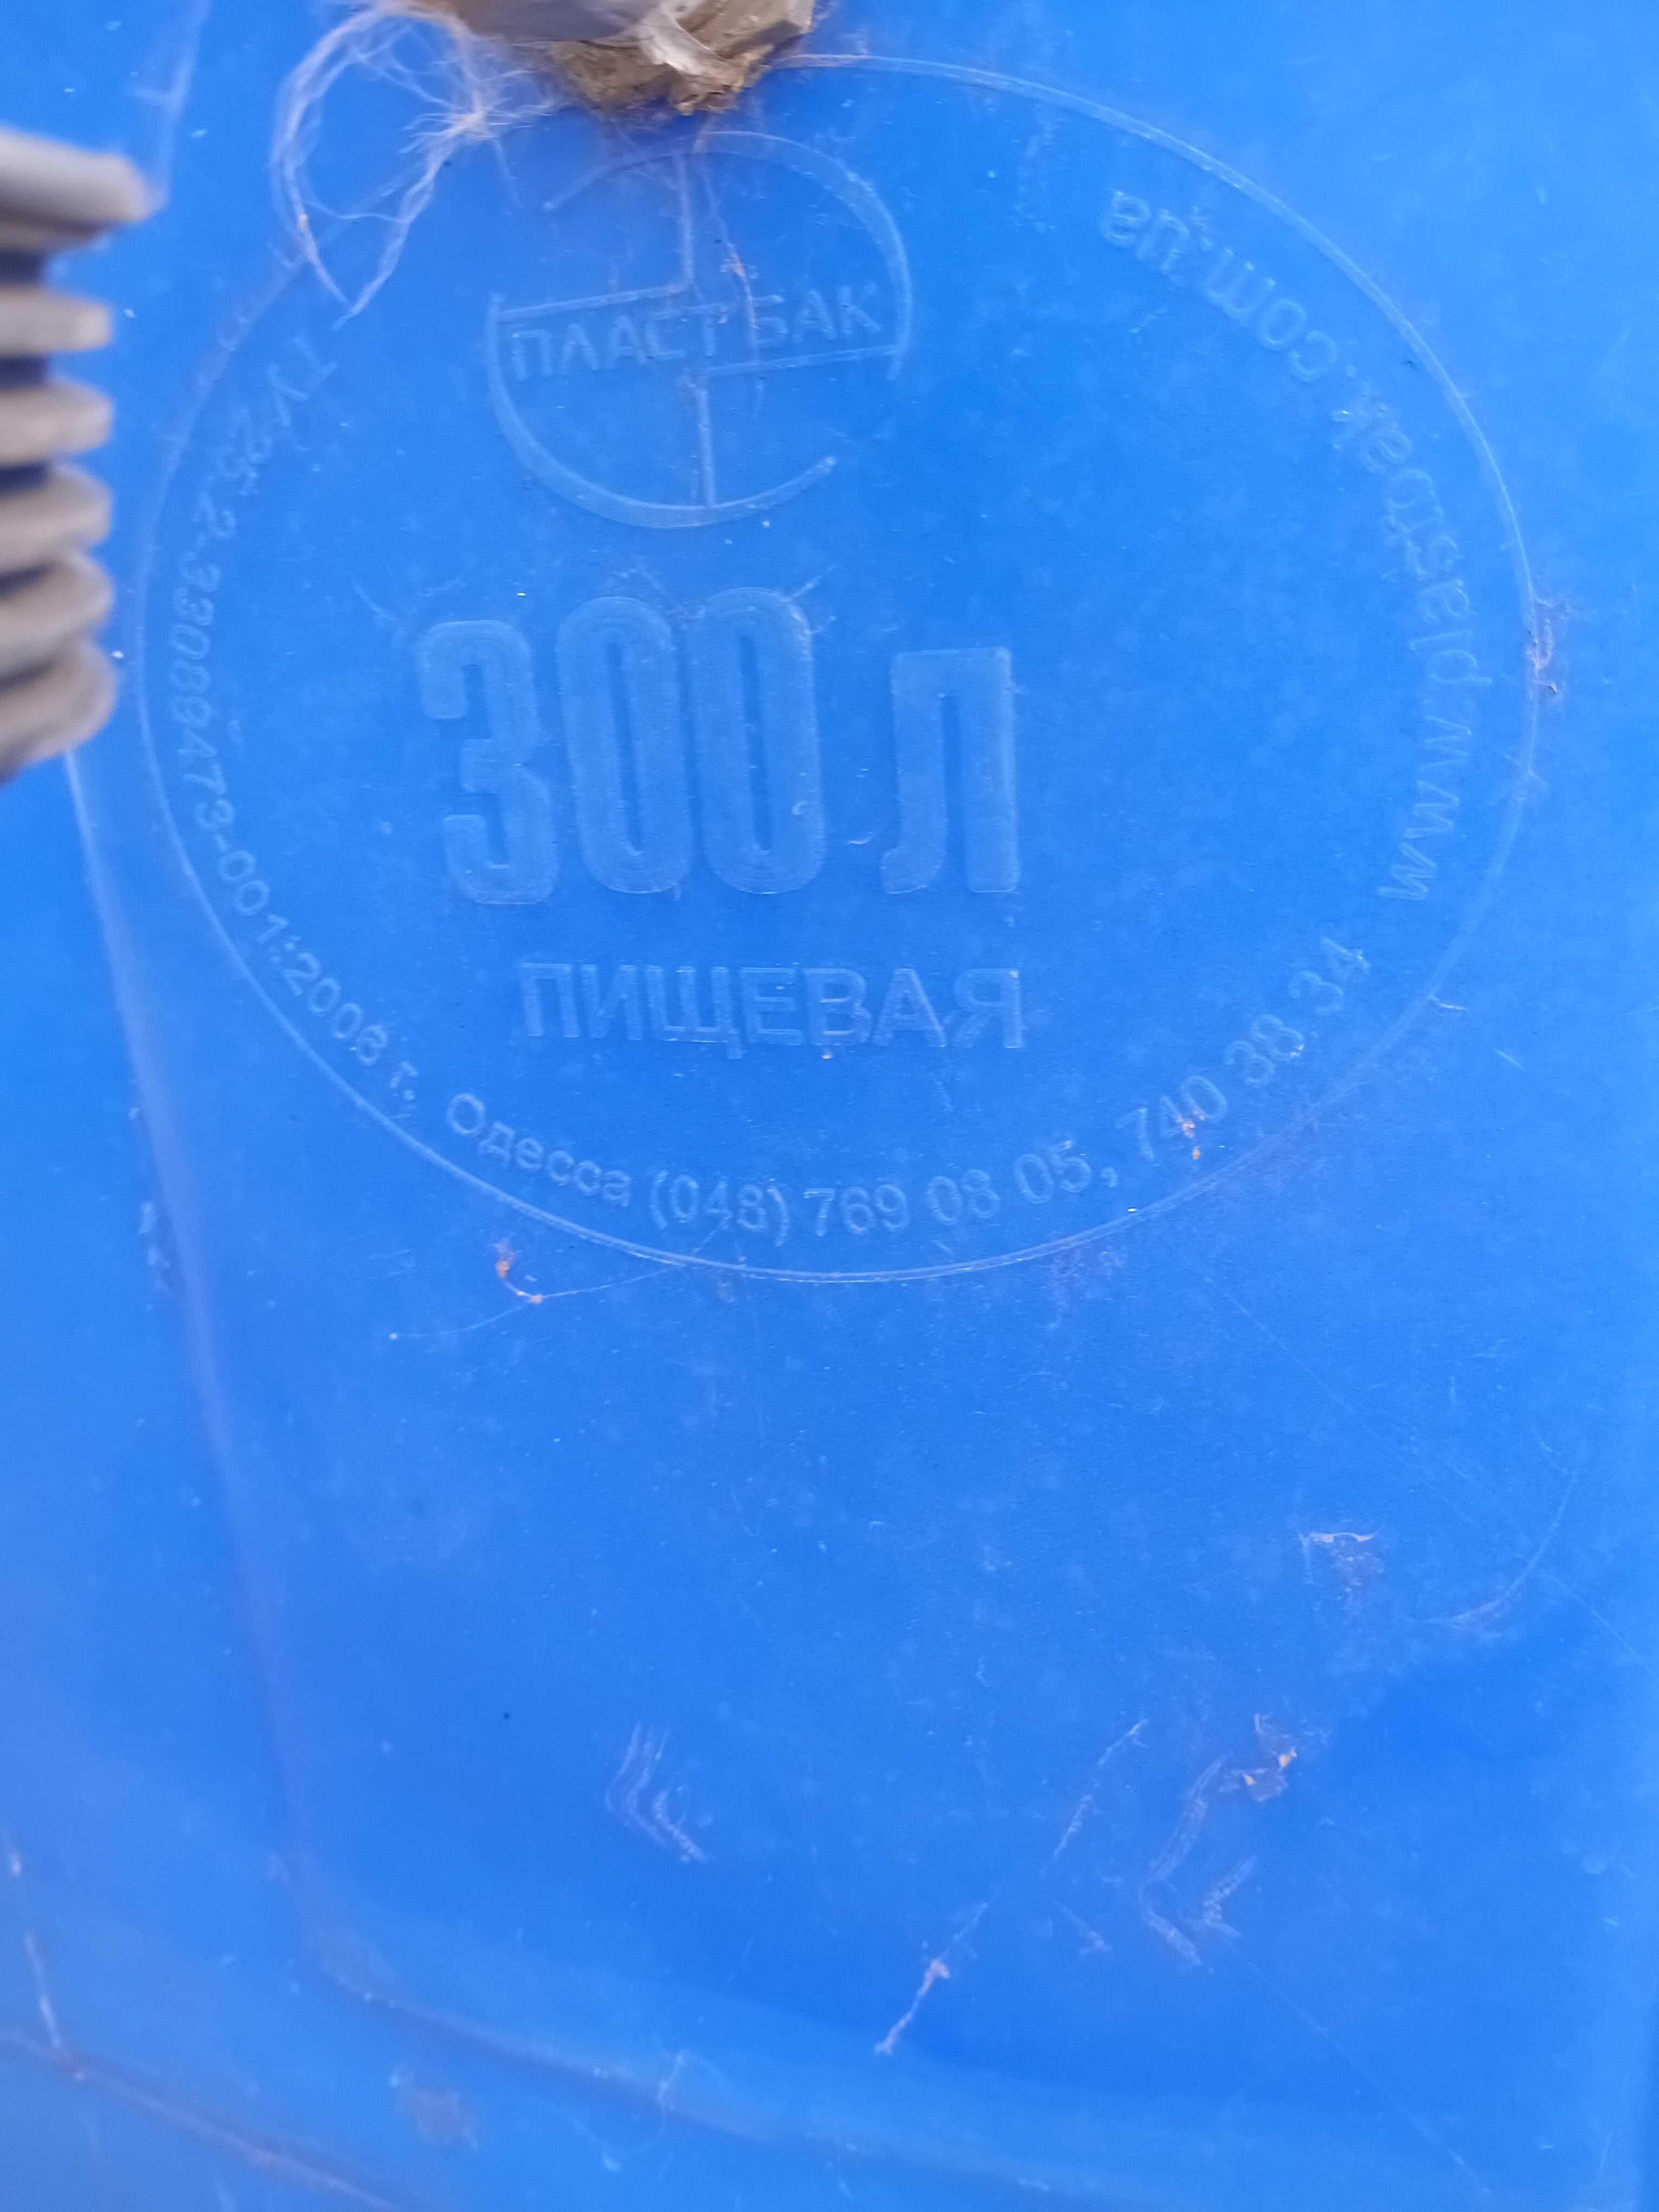 ПЛАСТБАК
300 Л
ПИЩЕВАЯ
ТУ 25.2-33089473-001:2006 г. Одесса (048) 769 08 05, 740 38 34
www.plastbak.com.ua